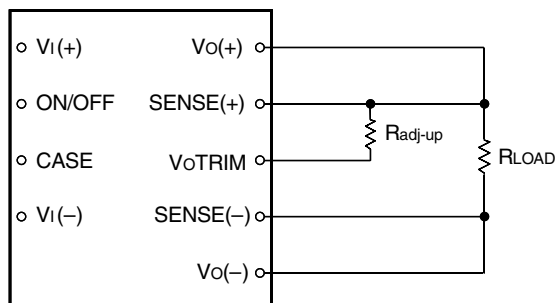 VI(+) VO(+)
ON/OFF SENSE(+)
Radj-up
CASE VOTRIM RLOAD
VI(–) SENSE(–)
VO(–)